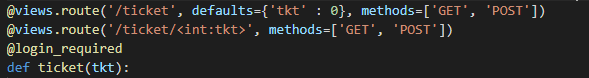 @views.route('/ticket', defaults={'tkt' : 0}, methods=['GET', 'POST'])
@views.route('/ticket/<int:tkt>', methods=['GET', 'POST'])
@login_required
def ticket(tkt):